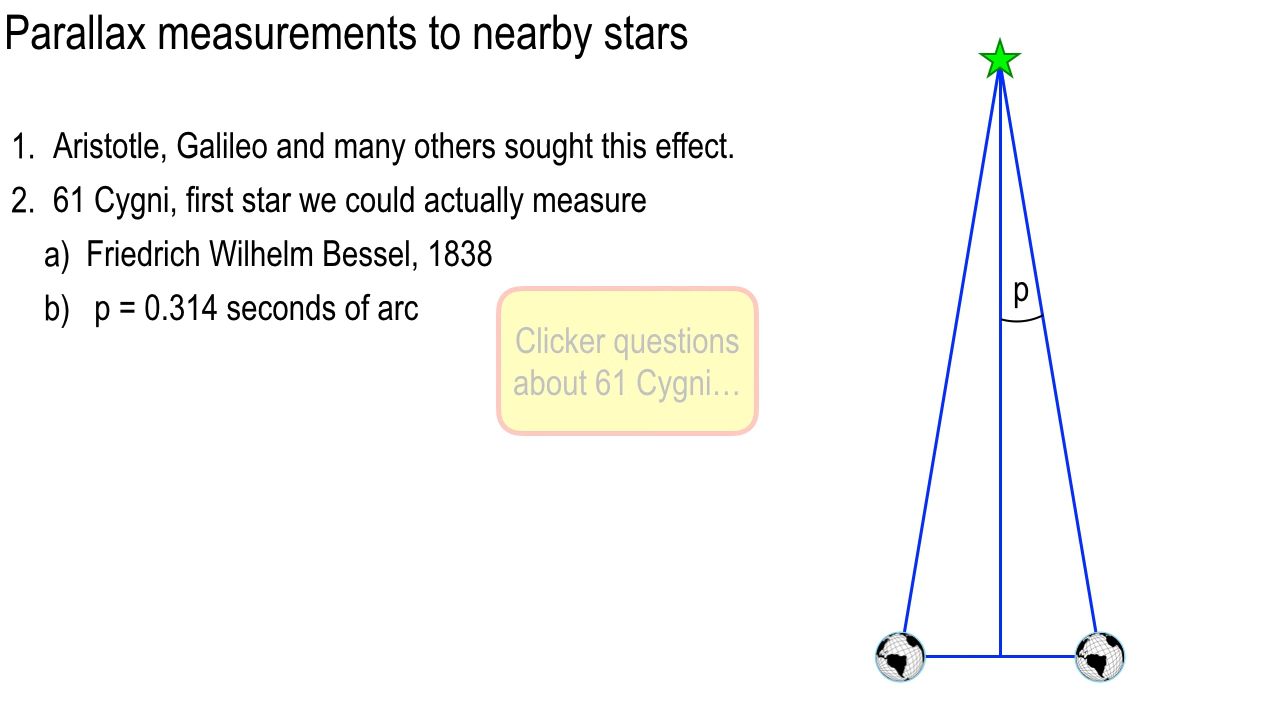 Parallax measurements to nearby stars
1. Aristotle, Galileo and many others sought this effect.
2. 61 Cygni, first star we could actually measure
a) Friedrich Wilhelm Bessel, 1838
b) p = 0.314 seconds of arc
Clicker questions
about 61 Cygni…
p